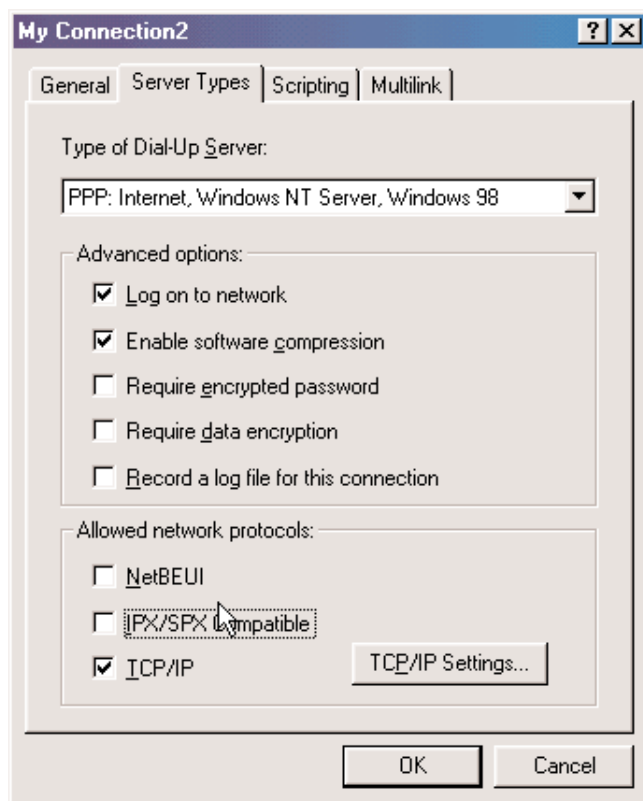 My Connection2
General Server Types Scripting Multilink
Type of Dial-Up Server:
PPP: Internet, Windows NT Server, Windows 98
Advanced options:
Log on to network
Enable software compression
Require encrypted password
Require data encryption
Record a log file for this connection
Allowed network protocols:
NetBEUI
IPX/SPX Compatible
TCP/IP TCP/IP Settings...
OK Cancel